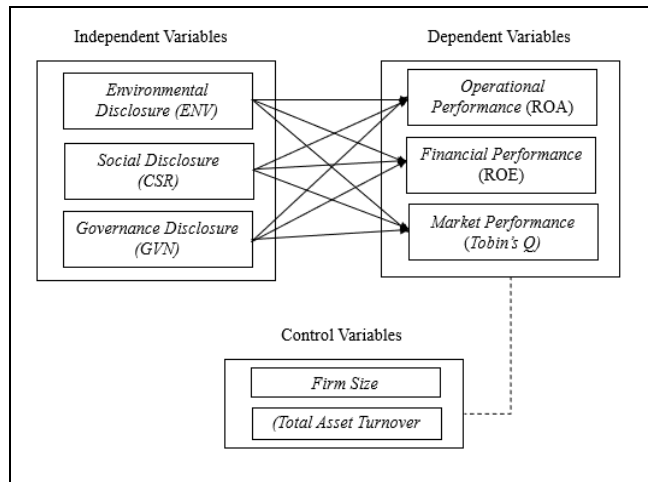 Independent Variables
Environmental
Disclosure (ENV)
Social Disclosure
(CSR)
Governance Disclosure
(GVN)
Dependent Variables
Operational
Performance (ROA)
Financial Performance
(ROE)
Market Performance
(Tobin's Q)
Control Variables
Firm Size
(Total Asset Turnover